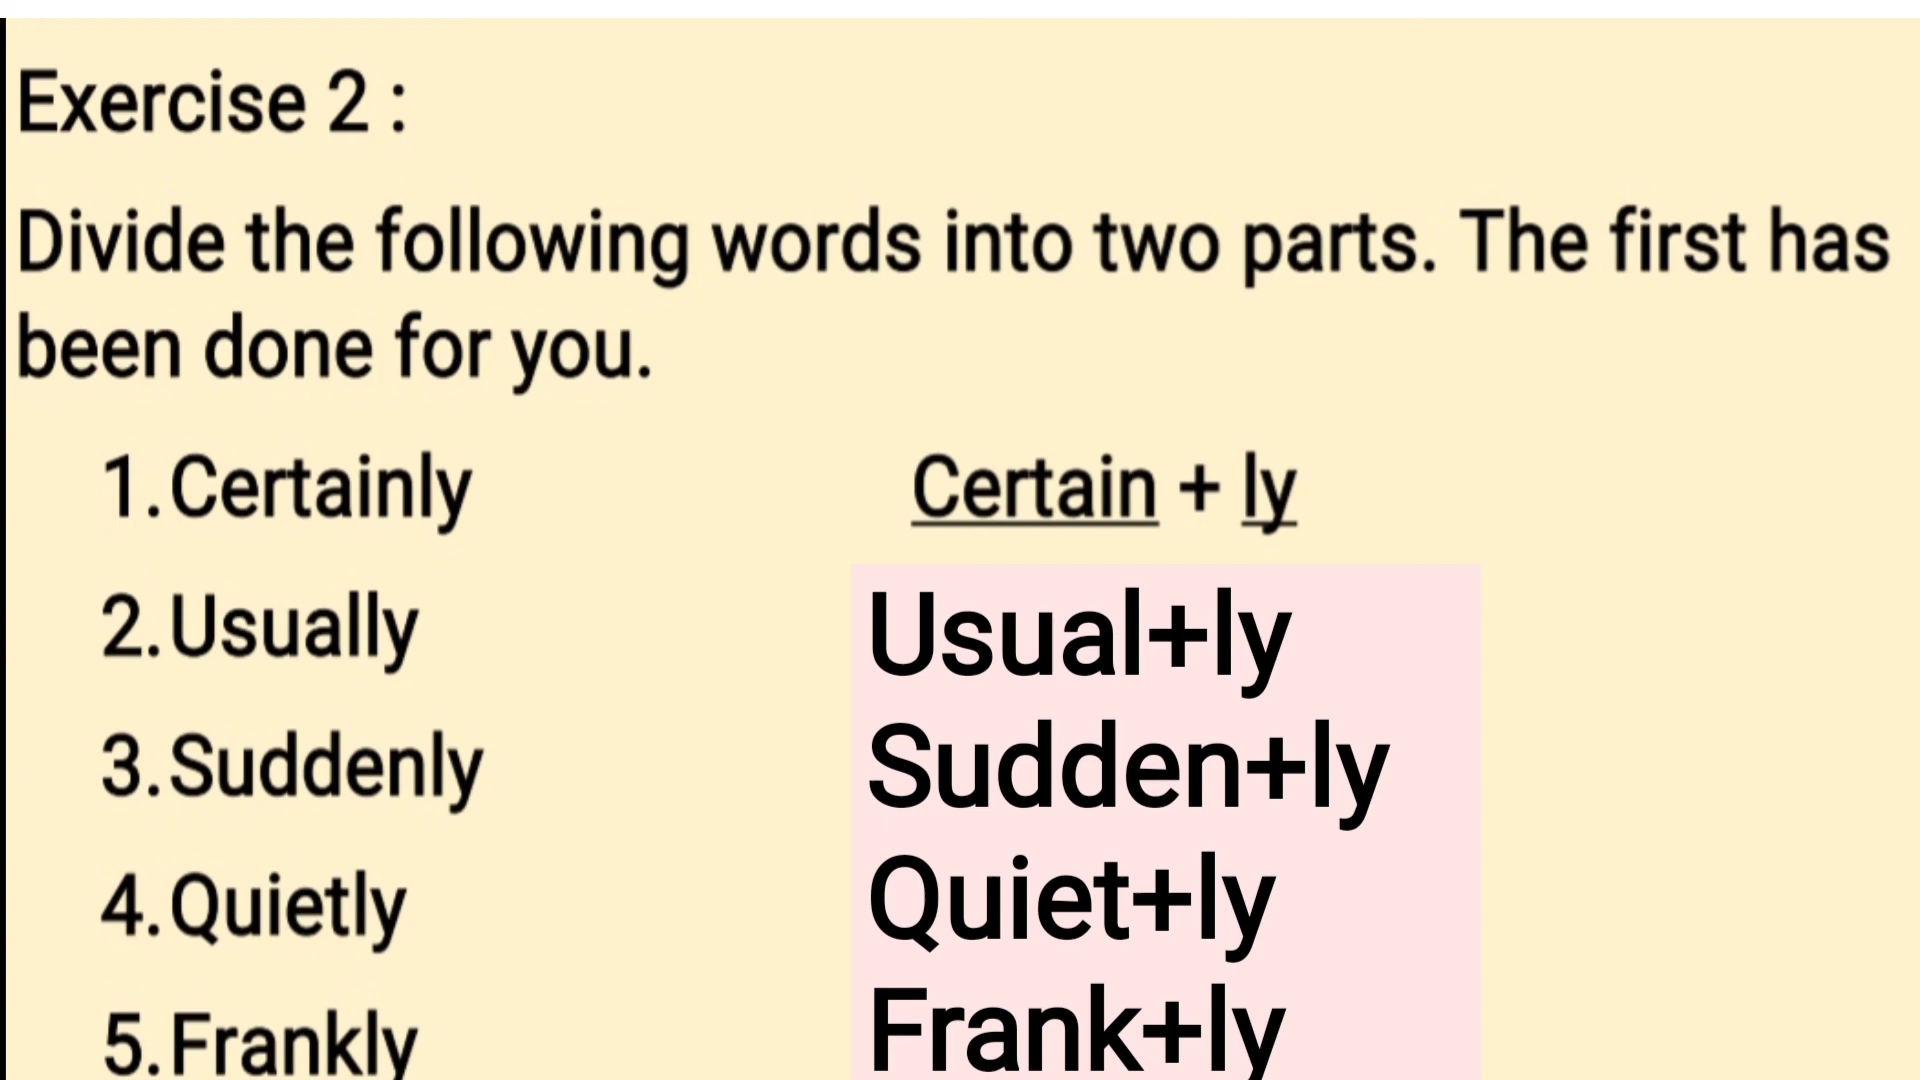 Exercise 2 :
Divide the following words into two parts. The first has
been done for you.
1. Certainly Certain + ly
2. Usually Usual+ly
3. Suddenly Sudden+ly
4. Quietly Quiet+ly
5. Frankly Frank+ly